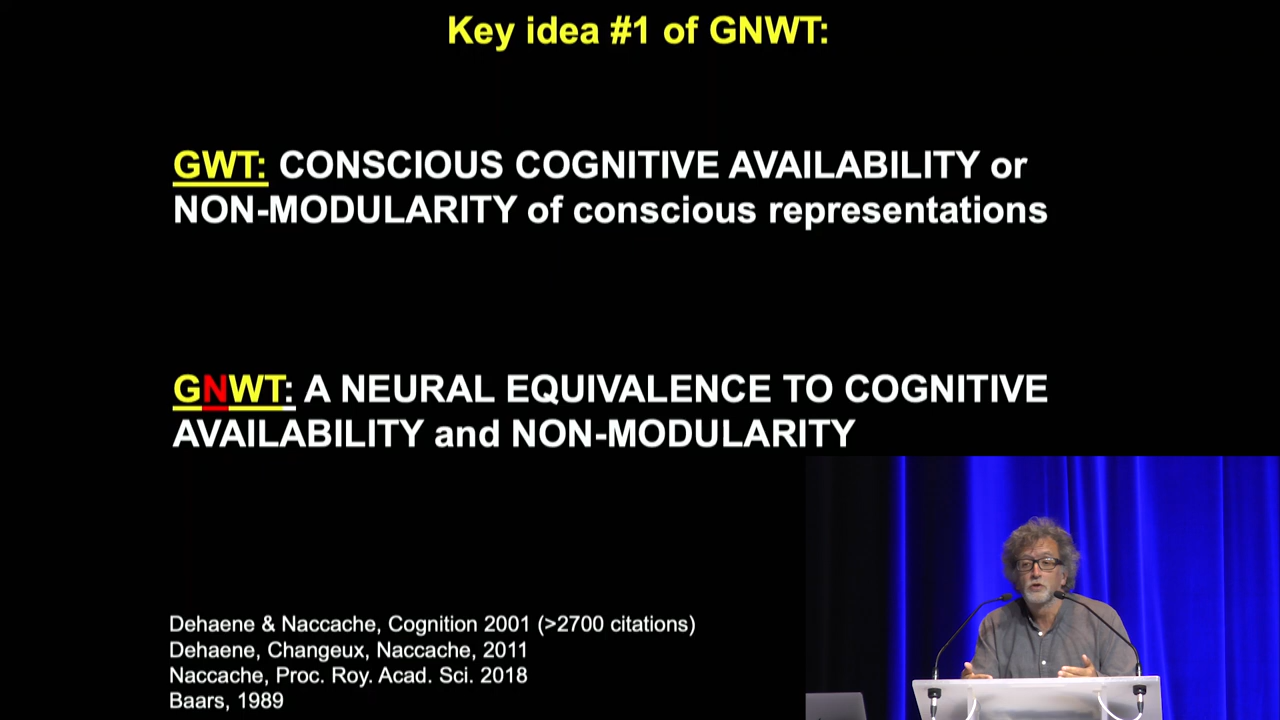 Key idea #1 of GNWT:
GWT: CONSCIOUS COGNITIVE AVAILABILITY or
NON-MODULARITY of conscious representations
GNWT: A NEURAL EQUIVALENCE TO COGNITIVE
AVAILABILITY and NON-MODULARITY
Dehaene & Naccache, Cognition 2001 (>2700 citations)
Dehaene, Changeux, Naccache, 2011
Naccache, Proc. Roy. Acad. Sci. 2018
Baars, 1989